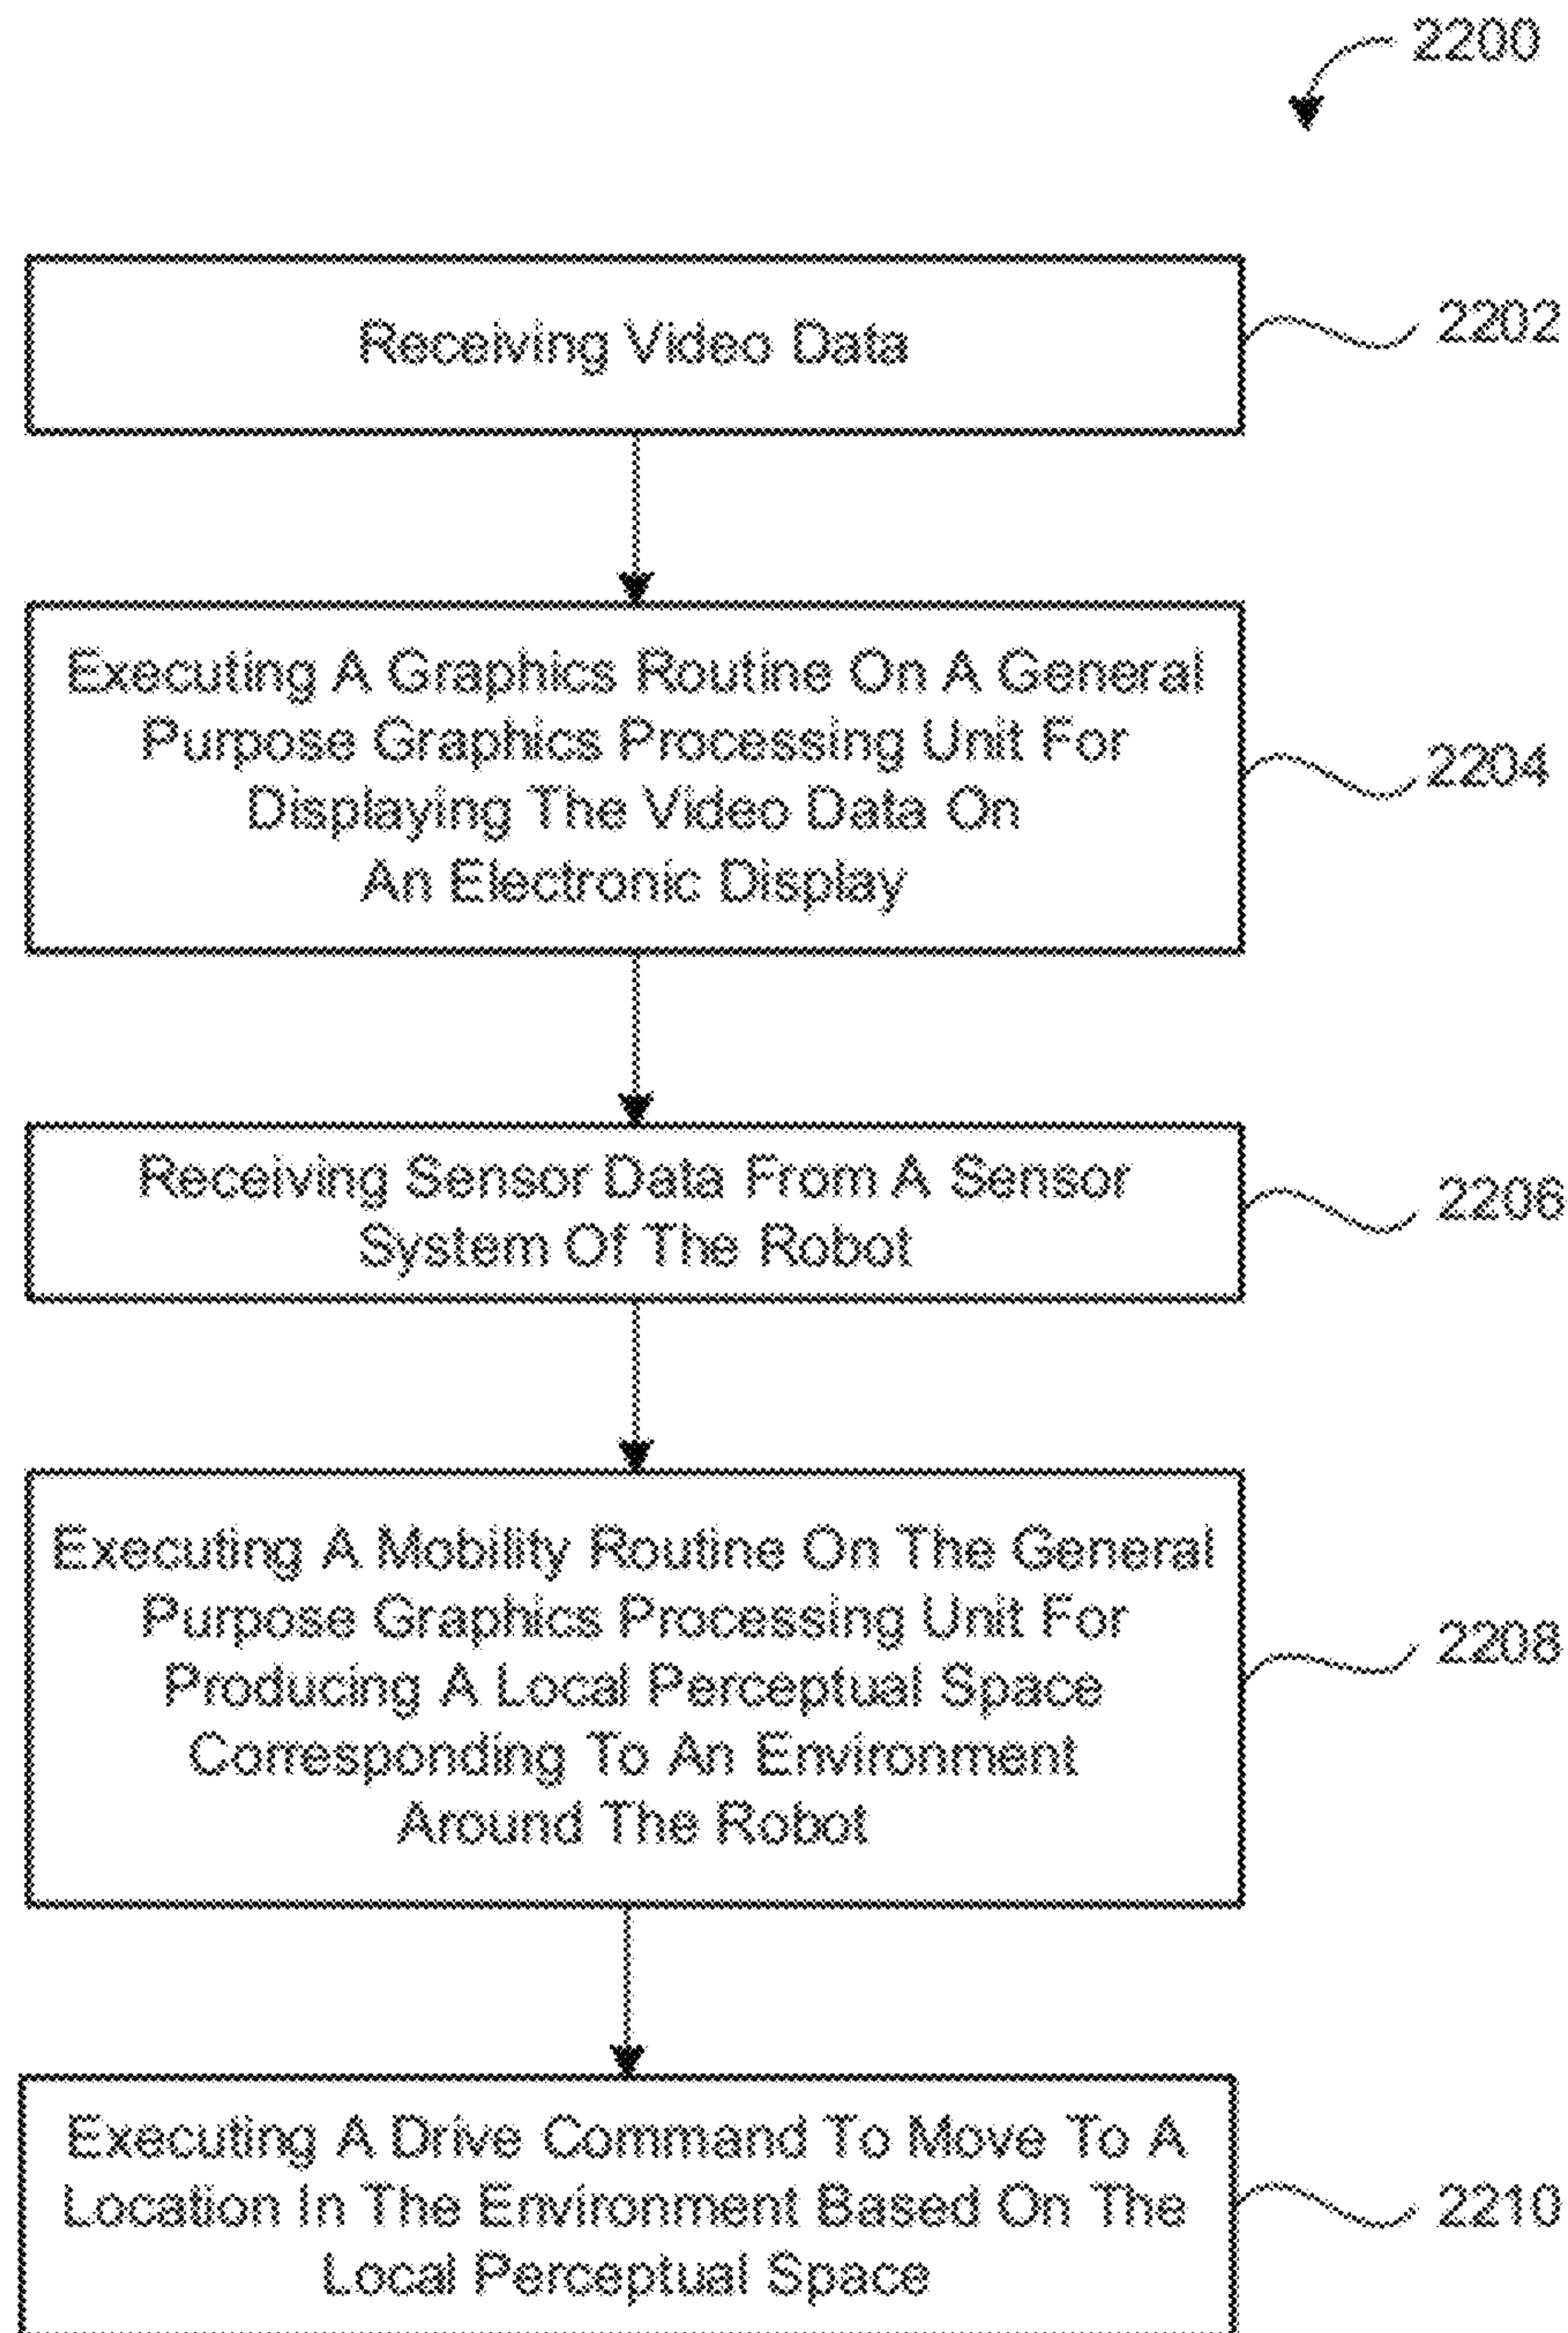 2200
Receiving Video Data
2202
Executing A Graphics Routine On A General
Purpose Graphics Processing Unit For
Displaying The Video Data On
An Electronic Display
2204
Receiving Sensor Data From A Sensor
System Of The Robot
2206
Executing A Mobility Routine On The General
Purpose Graphics Processing Unit For
Producing A Local Perceptual Space
Corresponding To An Environment
Around The Robot
2208
Executing A Drive Command To Move To A
Location In The Environment Based On The
Local Perceptual Space
2210